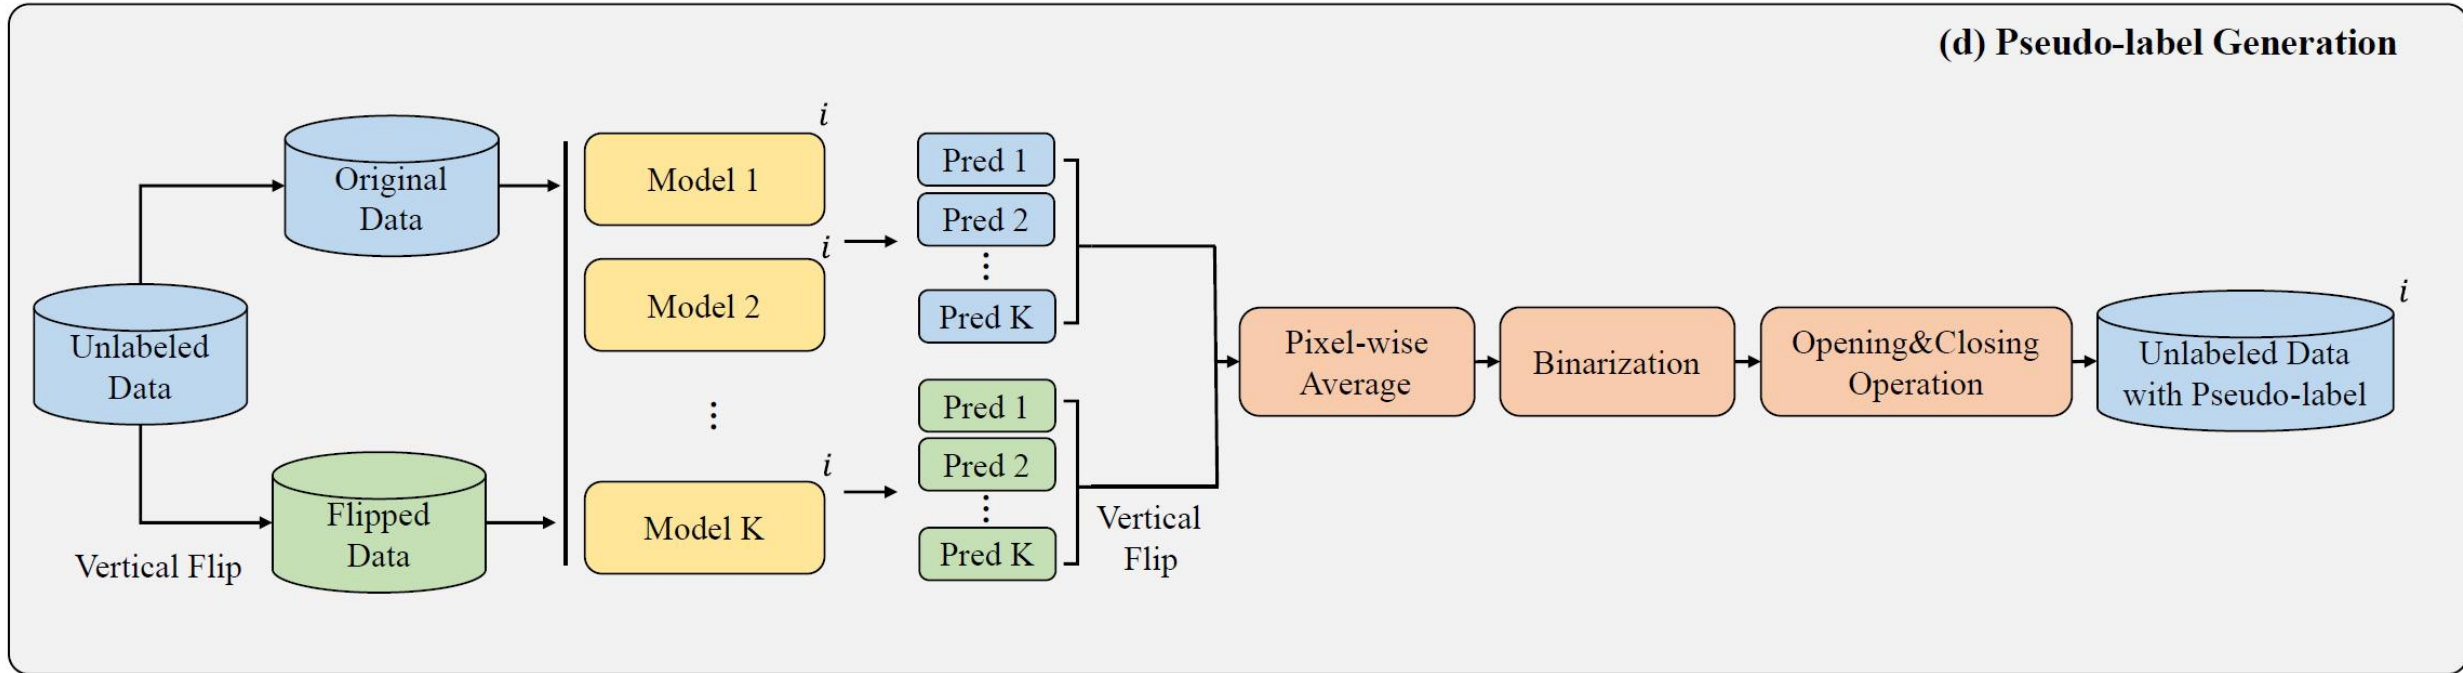 (d) Pseudo-label Generation
Unlabeled
Data
Original
Data
Vertical Flip
Flipped
Data
Model 1
i
Model 2
i
⋮
Model K
i
Pred 1
Pred 2
⋮
Pred K
Pred 1
Pred 2
⋮
Pred K
Vertical
Flip
Pixel-wise
Average
Binarization
Opening&Closing
Operation
Unlabeled Data
with Pseudo-label
i